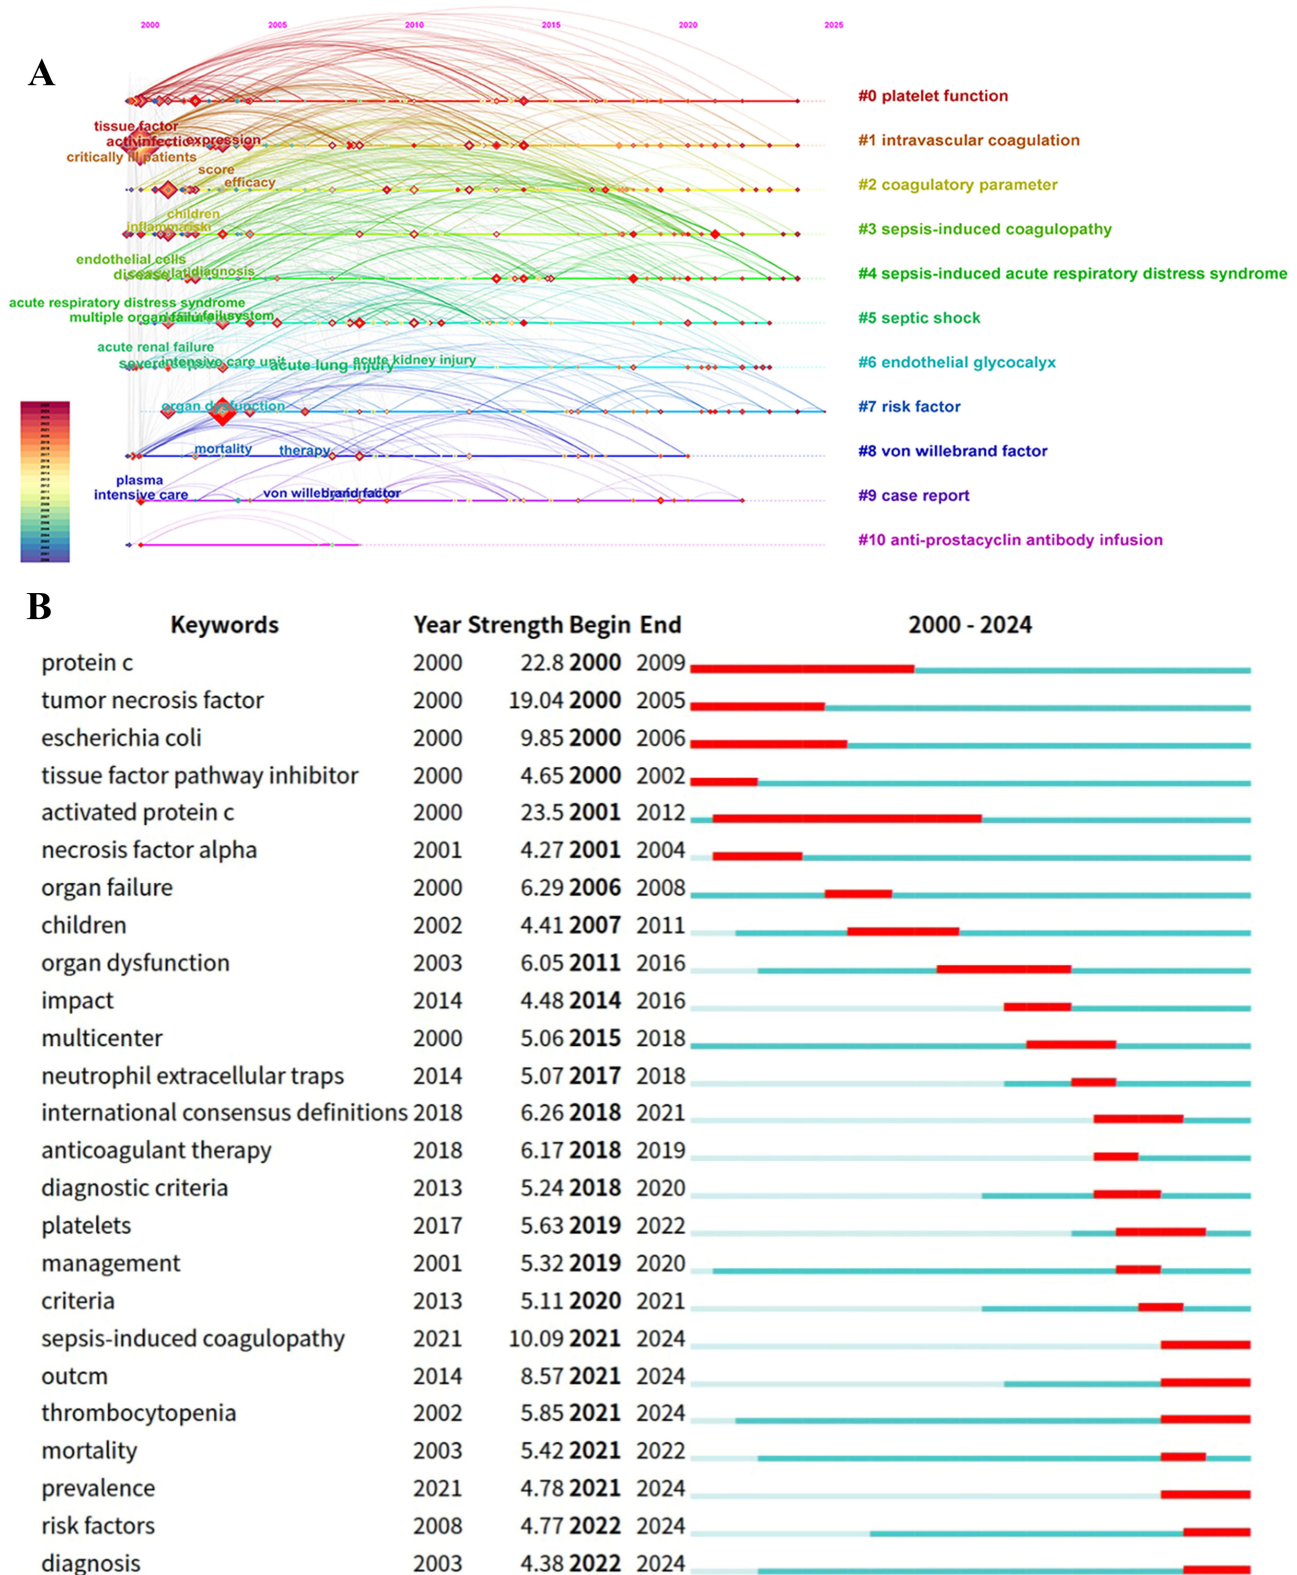 2000 2005 2010 2015 2020 2025
A
#0 platelet function
tissue factor
expression
#1 intravascular coagulation
critically ill patients
score
efficacy
#2 coagulatory parameter
children
#3 sepsis-induced coagulopathy
endothelial cells
diagnosis
#4 sepsis-induced acute respiratory distress syndrome
acute respiratory distress syndrome
multiple organ failure system
#5 septic shock
acute renal failure
intensive care unit
acute lung injury
acute kidney injury
#6 endothelial glycocalyx
organ dysfunction
#7 risk factor
mortality therapy
#8 von willebrand factor
plasma
intensive care von willebrand factor
#9 case report
#10 anti-prostacyclin antibody infusion
B
Keywords Year Strength Begin End 2000 - 2024
protein c 2000 22.8 2000 2009
tumor necrosis factor 2000 19.04 2000 2005
escherichia coli 2000 9.85 2000 2006
tissue factor pathway inhibitor 2000 4.65 2000 2002
activated protein c 2000 23.5 2001 2012
necrosis factor alpha 2001 4.27 2001 2004
organ failure 2000 6.29 2006 2008
children 2002 4.41 2007 2011
organ dysfunction 2003 6.05 2011 2016
impact 2014 4.48 2014 2016
multicenter 2000 5.06 2015 2018
neutrophil extracellular traps 2014 5.07 2017 2018
international consensus definitions 2018 6.26 2018 2021
anticoagulant therapy 2018 6.17 2018 2019
diagnostic criteria 2013 5.24 2018 2020
platelets 2017 5.63 2019 2022
management 2001 5.32 2019 2020
criteria 2013 5.11 2020 2021
sepsis-induced coagulopathy 2021 10.09 2021 2024
outcm 2014 8.57 2021 2024
thrombocytopenia 2002 5.85 2021 2024
mortality 2003 5.42 2021 2022
prevalence 2021 4.78 2021 2024
risk factors 2008 4.77 2022 2024
diagnosis 2003 4.38 2022 2024